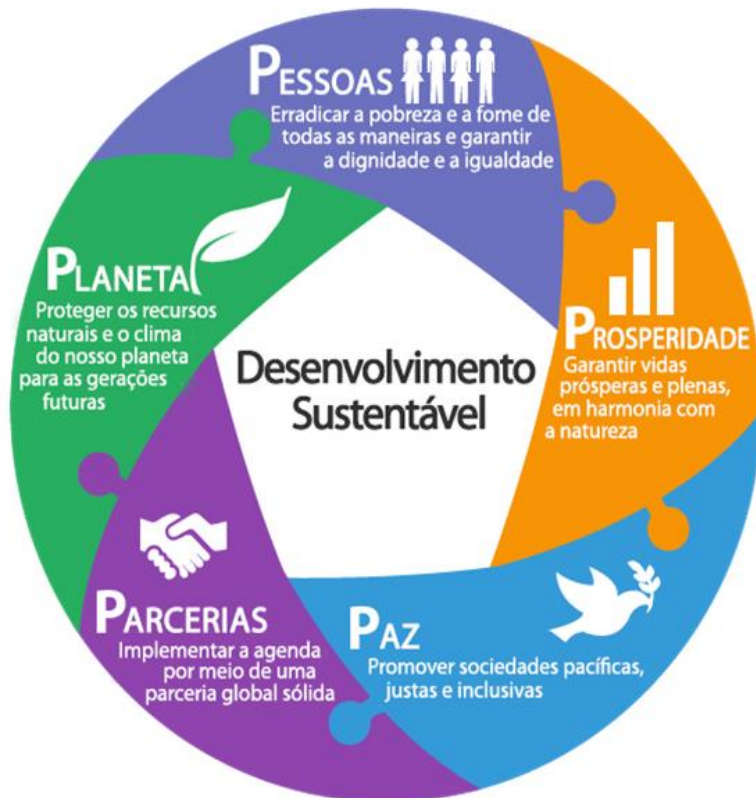 PESSOAS
Erradicar a pobreza e a fome de
todas as maneiras e garantir
a dignidade e a igualdade
PROSPERIDADE
Garantir vidas
prósperas e plenas,
em harmonia com
a natureza
PAZ
Promover sociedades pacíficas,
justas e inclusivas
PARCERIAS
Implementar a agenda
por meio de uma
parceria global sólida
PLANETA
Proteger os recursos
naturais e o clima
do nosso planeta
para as gerações
futuras
Desenvolvimento
Sustentável